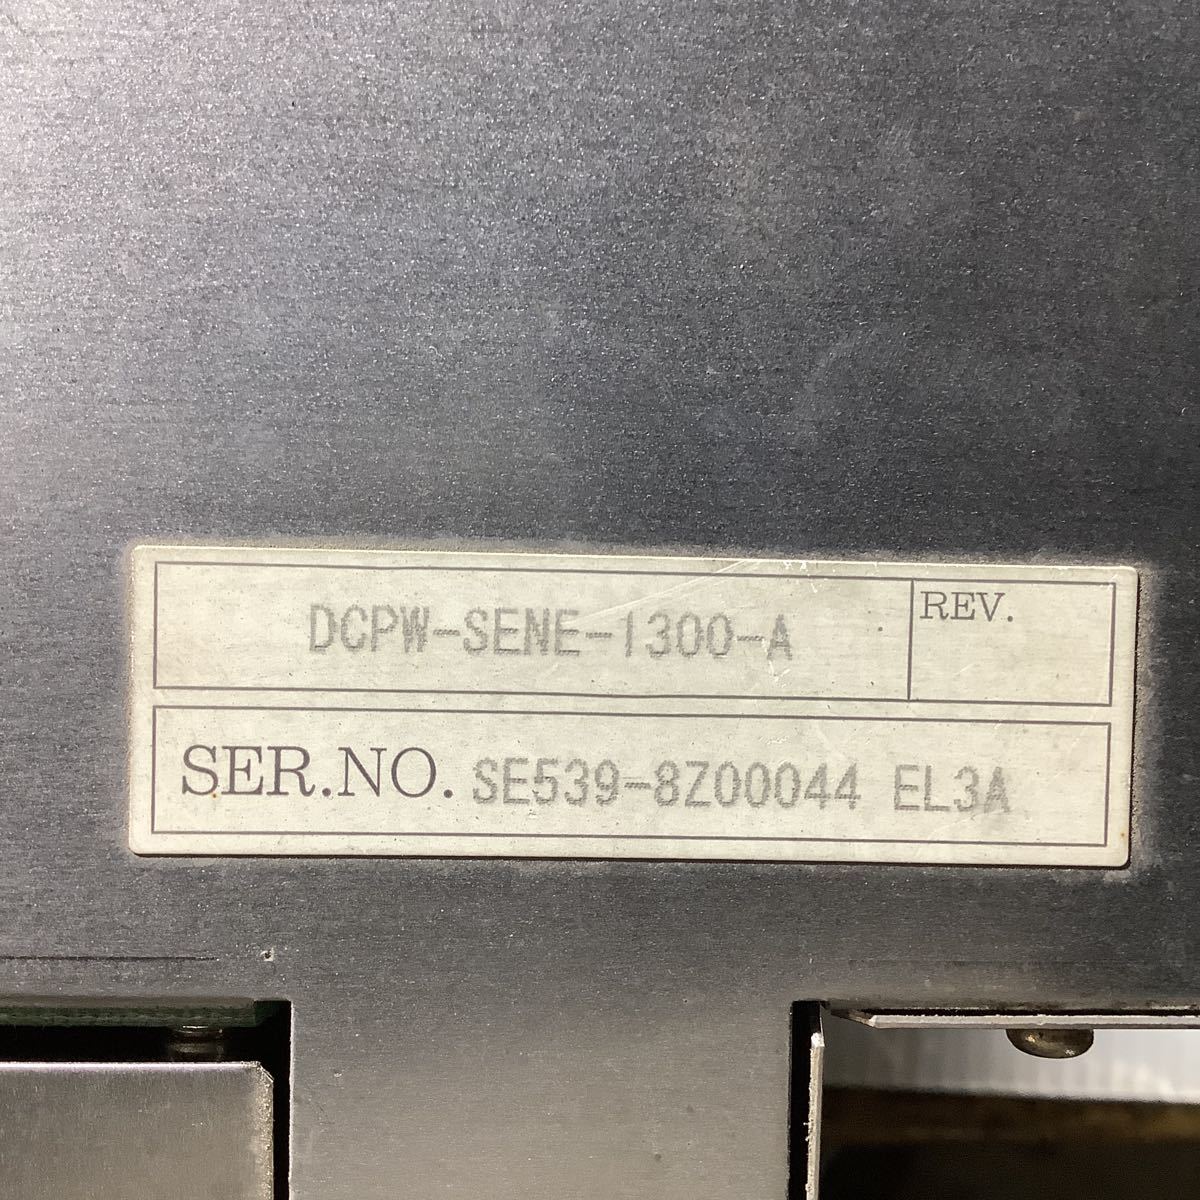 DCPW-SENE-1300-A
REV.
SER.NO. SE539-8Z00044 EL3A